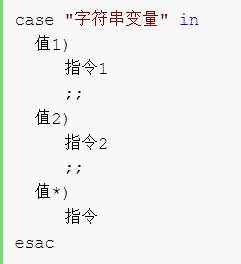 case "字符串变量" in
  值1)
     指令1
     ;;
  值2)
     指令2
     ;;
  值*)
     指令
esac